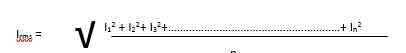 Irms = √ I₁² + I₂²+ I₃²+……………………………………………+ Iₙ²
n